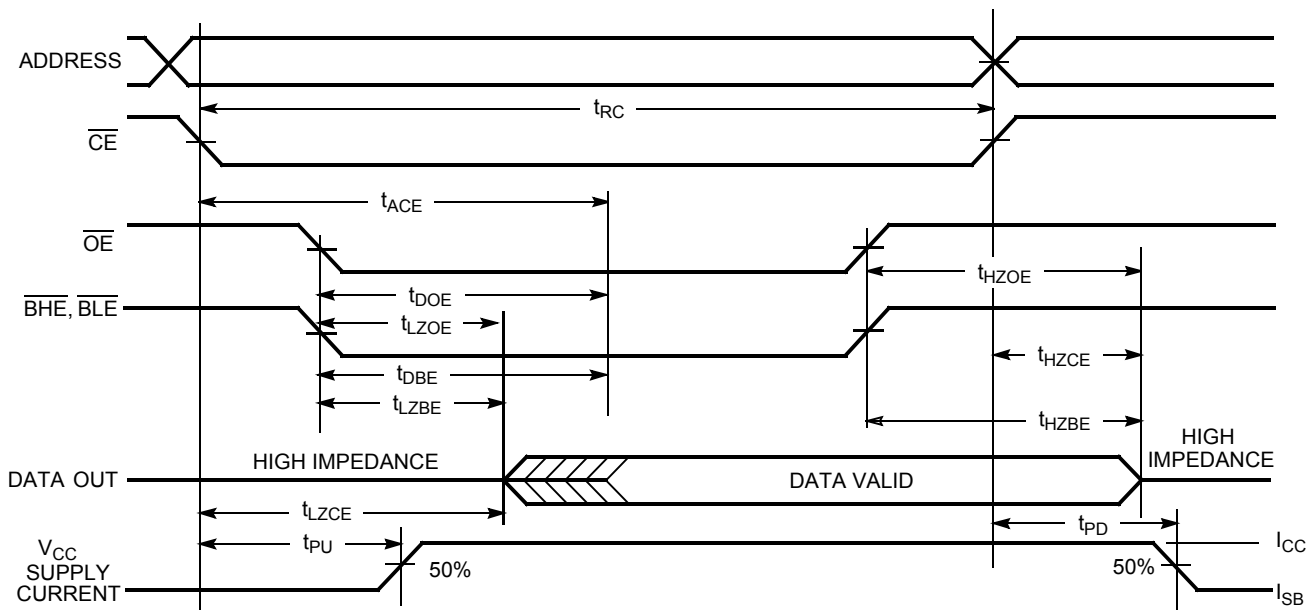 ADDRESS
tRC
CE
tACE
OE
tHZOE
tDOE
BHE, BLE
tLZOE
tHZCE
tDBE
tLZBE
tHZBE
HIGH IMPEDANCE
HIGH
IMPEDANCE
DATA OUT
DATA VALID
tLZCE
tPD
VCC
SUPPLY
CURRENT
tPU
50%
50%
ICC
ISB